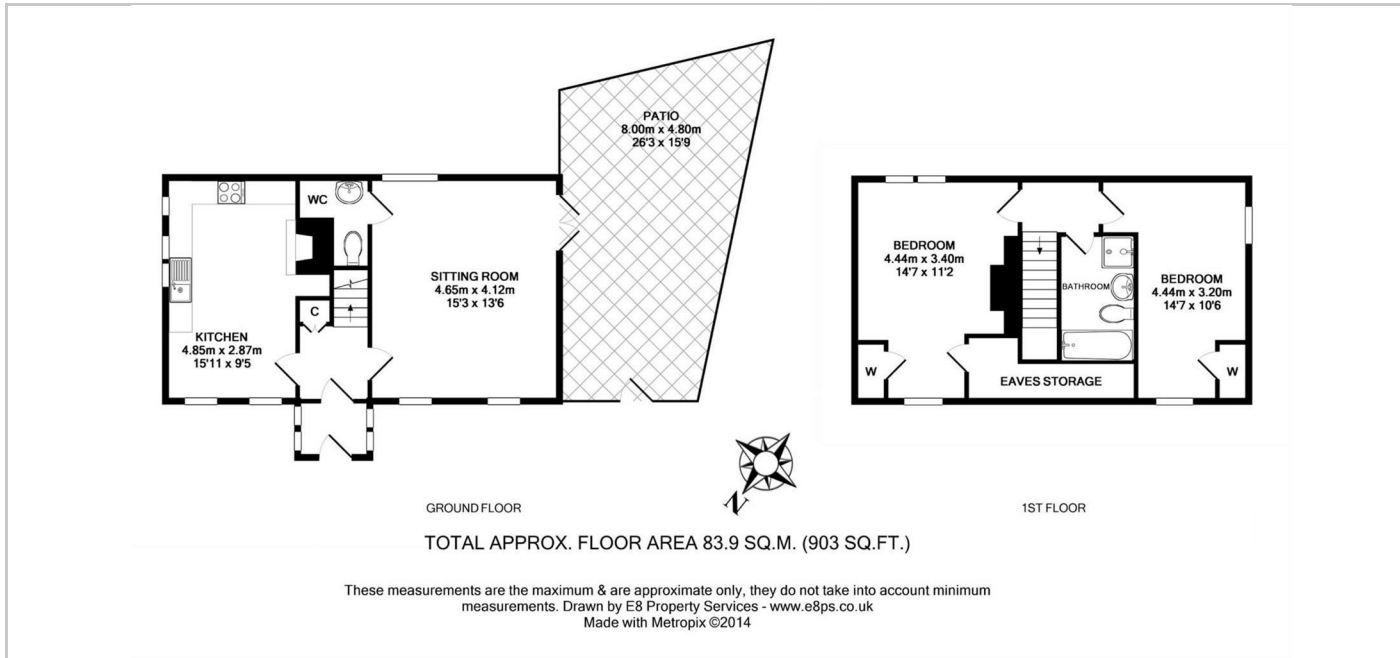 PATIO
8.00m x 4.80m
26'3 x 15'9
WC
SITTING ROOM
4.65m x 4.12m
15'3 x 13'6
C
KITCHEN
4.85m x 2.87m
15'11 x 9'5
BEDROOM
4.44m x 3.40m
14'7 x 11'2
BATHROOM
BEDROOM
4.44m x 3.20m
14'7 x 10'6
W
EAVES STORAGE
W
N
GROUND FLOOR
1ST FLOOR
TOTAL APPROX. FLOOR AREA 83.9 SQ.M. (903 SQ.FT.)
These measurements are the maximum & are approximate only, they do not take into account minimum
measurements. Drawn by E8 Property Services - www.e8ps.co.uk
Made with Metropix ©2014